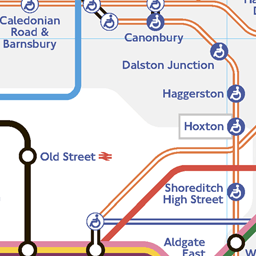 Caledonian
Road &
Barnsbury
Canonbury
Dalston Junction
Haggerston
Hoxton
Old Street
Shoreditch
High Street
Aldgate
East